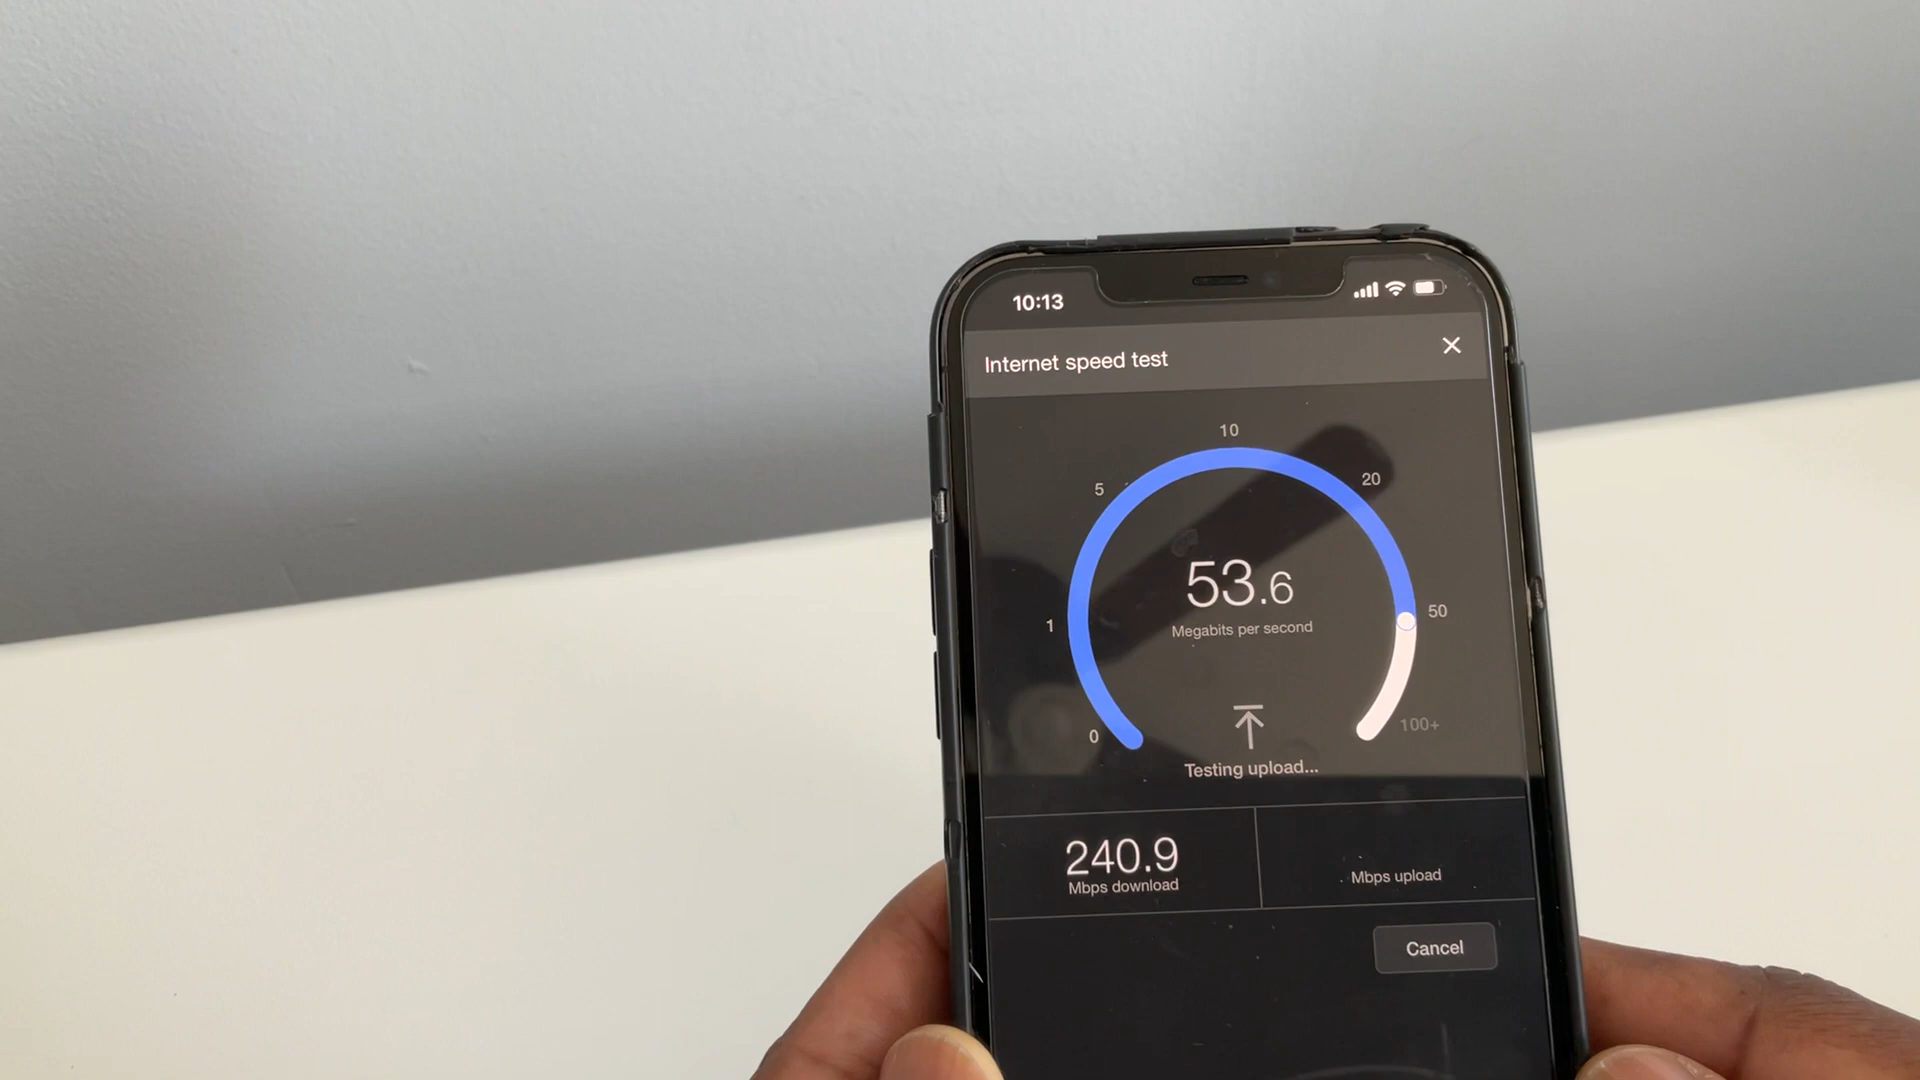 10:13
Internet speed test
10
5
20
53.6
Megabits per second
1
50
0
100+
Testing upload...
240.9
Mbps download
Mbps upload
Cancel